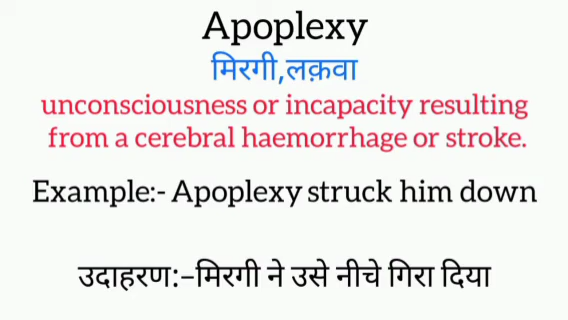 Apoplexy
मिरगी,लक़वा
unconsciousness or incapacity resulting
from a cerebral haemorrhage or stroke.
Example:- Apoplexy struck him down
उदाहरण:–मिरगी ने उसे नीचे गिरा दिया